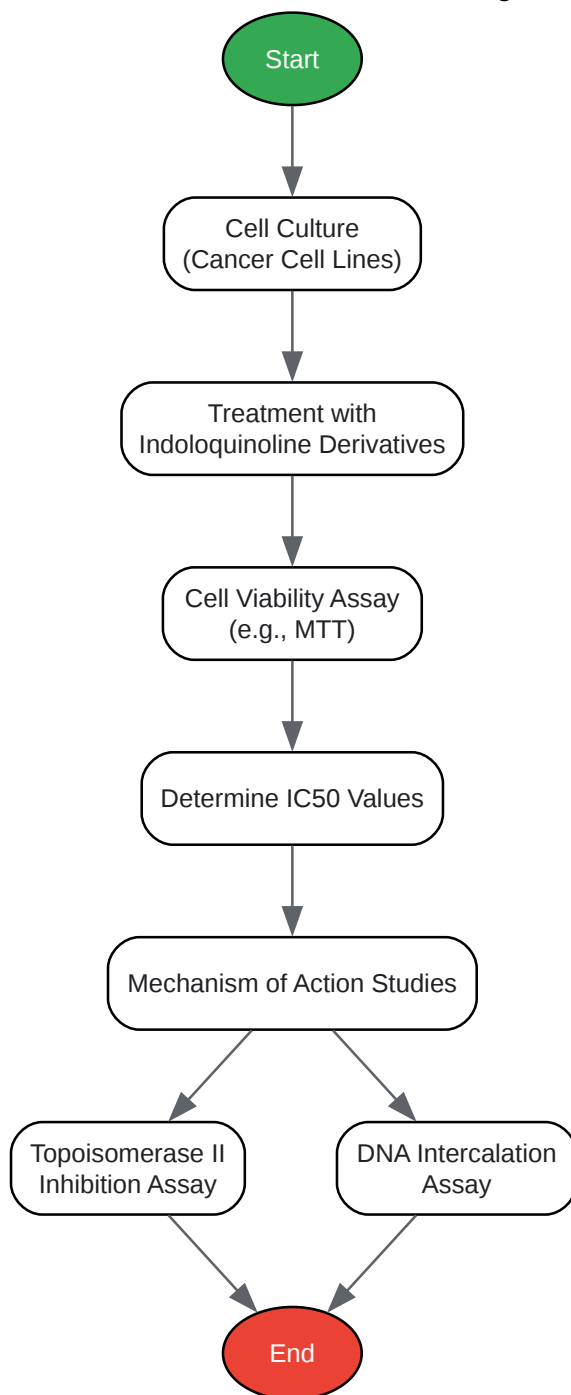 Start
Cell Culture
(Cancer Cell Lines)
Treatment with
Indoloquinoline Derivatives
Cell Viability Assay
(e.g., MTT)
Determine IC50 Values
Mechanism of Action Studies
Topoisomerase II
Inhibition Assay
DNA Intercalation
Assay
End